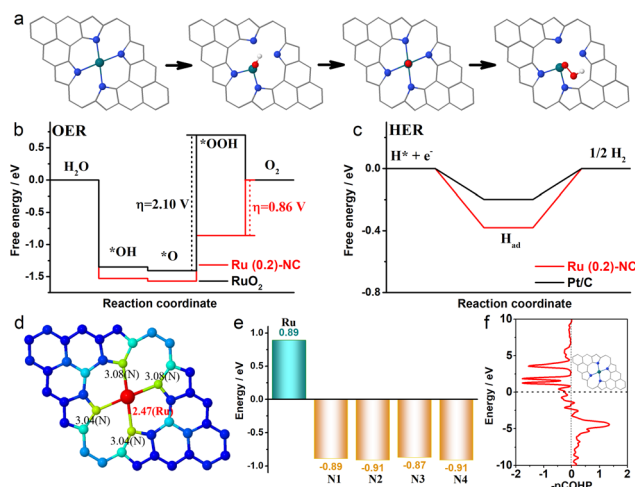 a
b
OER
H2O
*OOH
O2
η=2.10 V
η=0.86 V
*OH
*O
Ru (0.2)-NC
RuO2
0.5
0.0
-0.5
-1.0
-1.5
Free energy / eV
Reaction coordinate
c
HER
H* + e-
1/2 H2
Had
Ru (0.2)-NC
Pt/C
0.0
-0.4
-0.8
Free energy / eV
Reaction coordinate
d
3.08(N)
3.08(N)
2.47(Ru)
3.04(N)
3.04(N)
e
Ru
0.89
1.0
0.5
0.0
-0.5
-1.0
-0.89
-0.91
-0.87
-0.91
N1
N2
N3
N4
Energy / eV
f
10
5
0
-5
-10
-2
-1
0
1
2
Energy / eV
-pCOHP